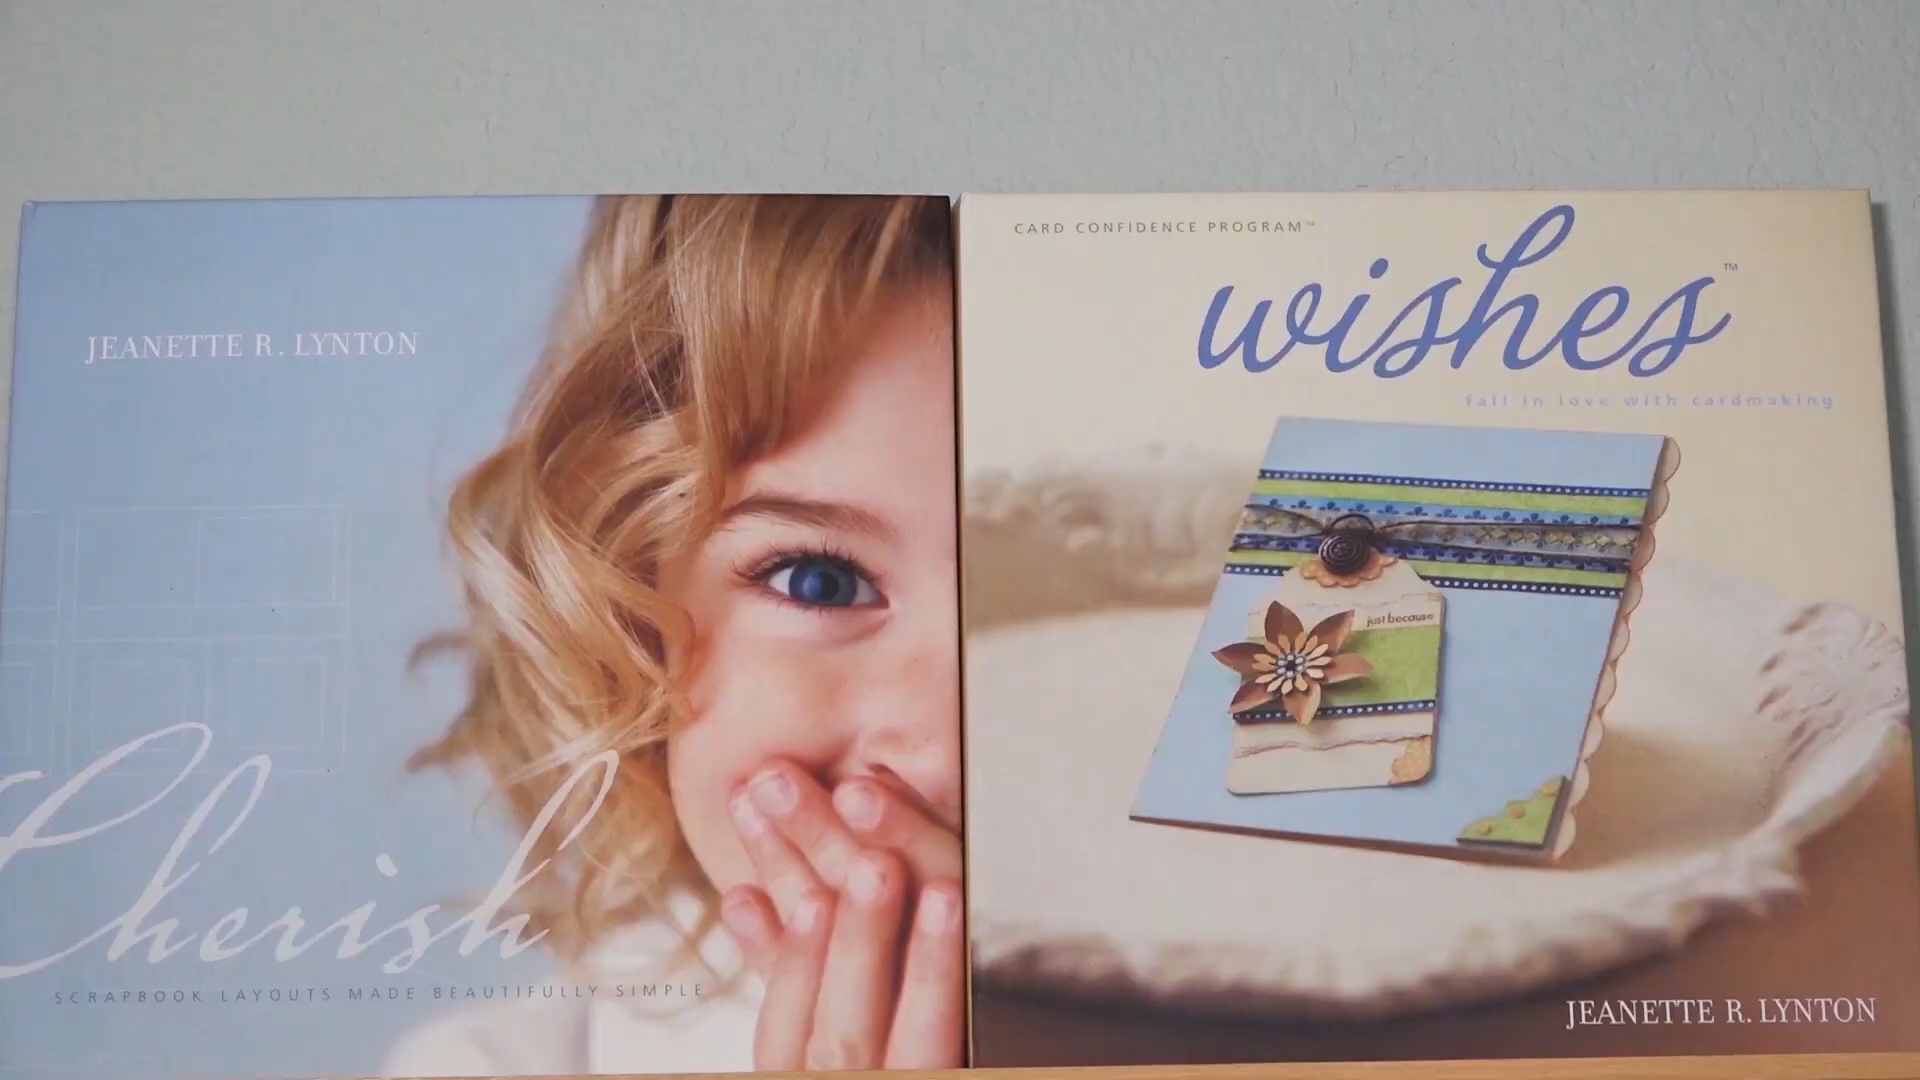 JEANETTE R. LYNTON
Cherish
SCRAPBOOK LAYOUTS MADE BEAUTIFULLY SIMPLE
CARD CONFIDENCE PROGRAM™
wishes™
fall in love with cardmaking
just because
JEANETTE R. LYNTON